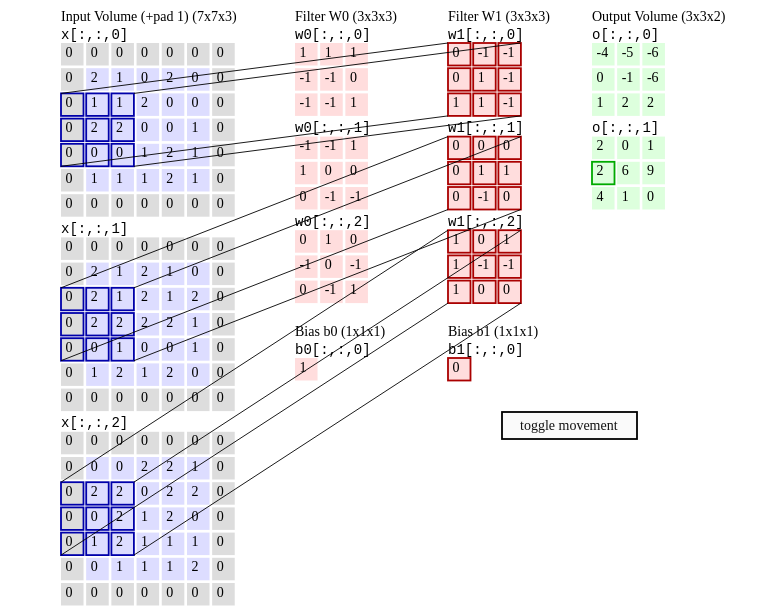 Input Volume (+pad 1) (7x7x3)
x[:,:,0]
0 0 0 0 0 0 0
0 2 1 0 2 0 0
0 1 1 2 0 0 0
0 2 2 0 0 1 0
0 0 0 1 2 1 0
0 1 1 1 2 1 0
0 0 0 0 0 0 0
x[:,:,1]
0 0 0 0 0 0 0
0 2 1 2 1 0 0
0 2 1 2 1 2 0
0 2 2 2 2 1 0
0 0 1 0 0 1 0
0 1 2 1 2 0 0
0 0 0 0 0 0 0
x[:,:,2]
0 0 0 0 0 0 0
0 0 0 2 2 1 0
0 2 2 0 2 2 0
0 0 2 1 2 0 0
0 1 2 1 1 1 0
0 0 1 1 1 2 0
0 0 0 0 0 0 0
Filter W0 (3x3x3)
w0[:,:,0]
1 1 1
-1 -1 0
-1 -1 1
w0[:,:,1]
-1 -1 1
1 0 0
0 -1 -1
w0[:,:,2]
0 1 0
-1 0 -1
0 -1 1
Bias b0 (1x1x1)
b0[:,:,0]
1
Filter W1 (3x3x3)
w1[:,:,0]
0 -1 -1
0 1 -1
1 1 -1
w1[:,:,1]
0 0 0
0 1 1
0 -1 0
w1[:,:,2]
1 0 1
1 -1 -1
1 0 0
Bias b1 (1x1x1)
b1[:,:,0]
0
Output Volume (3x3x2)
o[:,:,0]
-4 -5 -6
0 -1 -6
1 2 2
o[:,:,1]
2 0 1
2 6 9
4 1 0
toggle movement